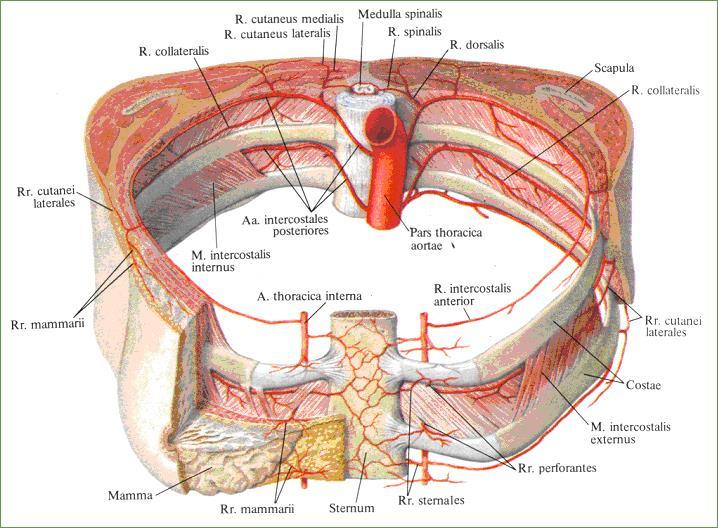 R. cutaneus medialis
Medulla spinalis
R. cutaneus lateralis
R. spinalis
R. collateralis
R. dorsalis
Scapula
R. collateralis
Rr. cutanei
laterales
Aa. intercostales
posteriores
Pars thoracica
aortae
M. intercostalis
internus
A. thoracica interna
R. intercostalis
anterior
Rr. mammarii
Rr. cutanei
laterales
Costae
M. intercostalis
externus
Rr. perforantes
Mamma
Rr. mammarii
Sternum
Rr. sternales